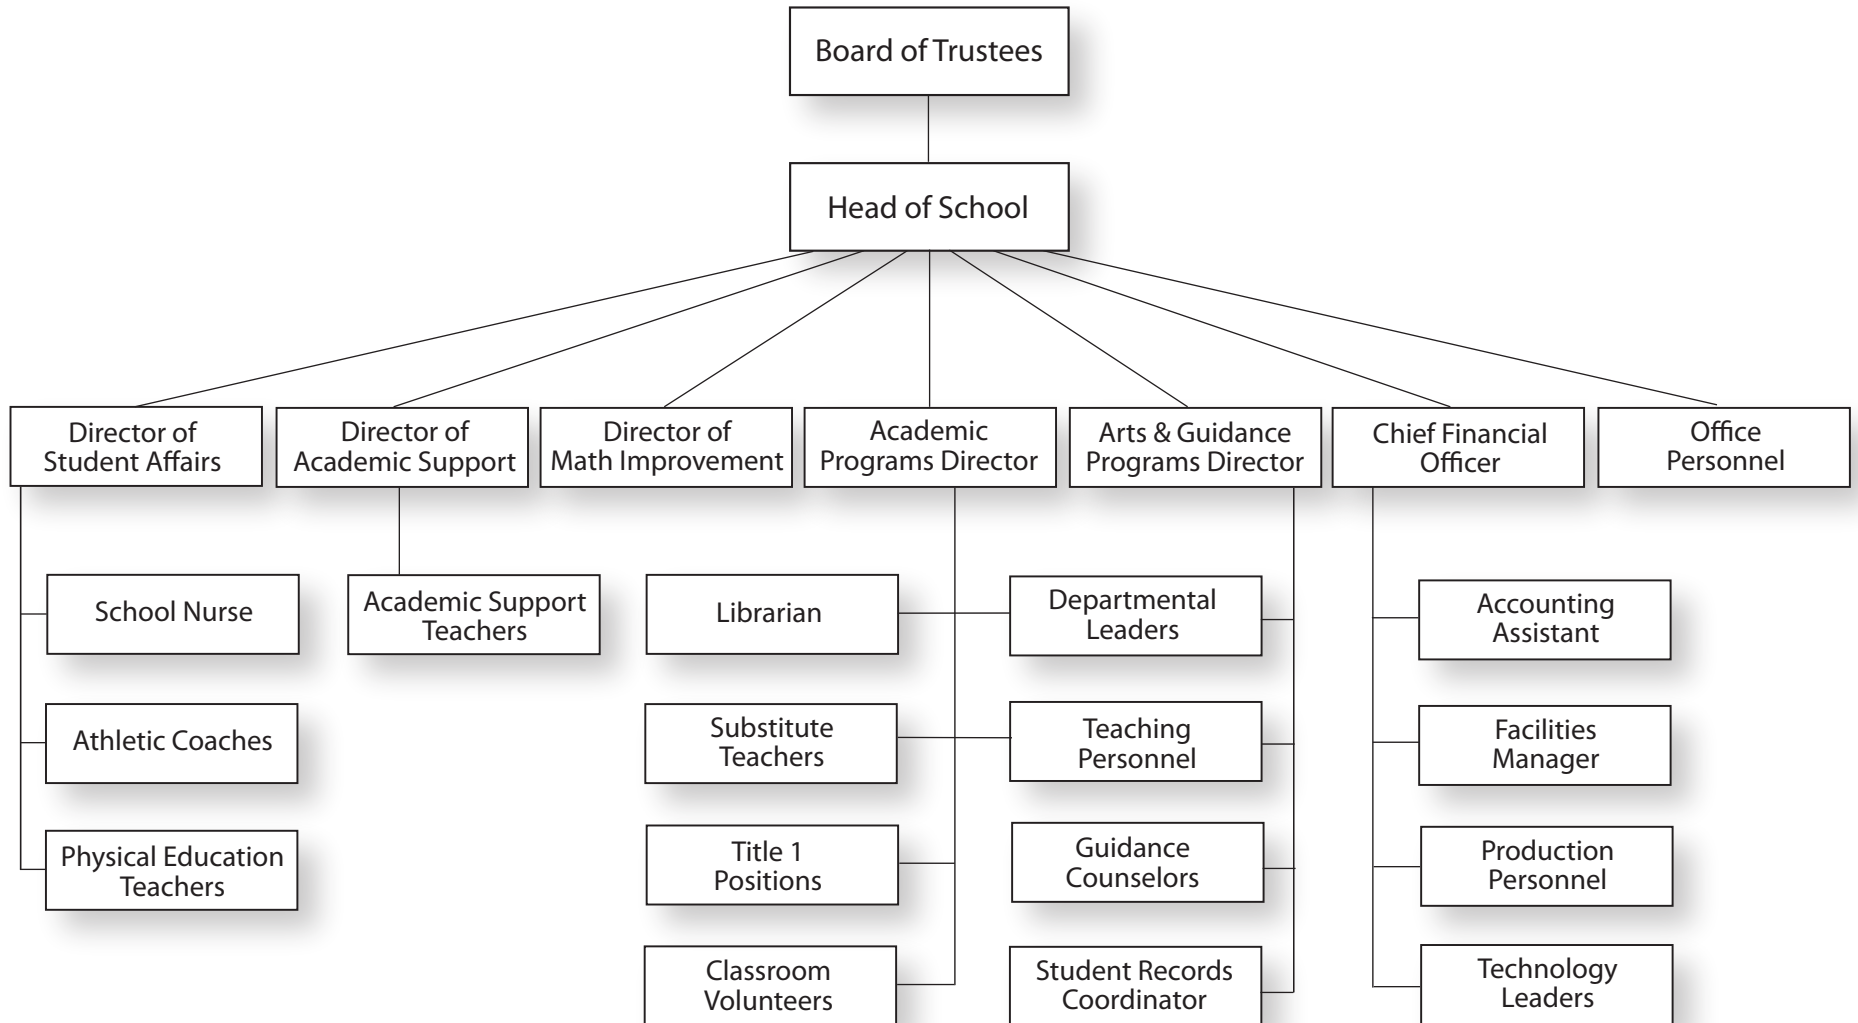 Board of Trustees
Head of School
Director of
Student Affairs
Director of
Academic Support
Director of
Math Improvement
Academic
Programs Director
Arts & Guidance
Programs Director
Chief Financial
Officer
Office
Personnel
School Nurse
Academic Support
Teachers
Librarian
Departmental
Leaders
Accounting
Assistant
Athletic Coaches
Substitute
Teachers
Teaching
Personnel
Facilities
Manager
Physical Education
Teachers
Title 1
Positions
Guidance
Counselors
Production
Personnel
Classroom
Volunteers
Student Records
Coordinator
Technology
Leaders